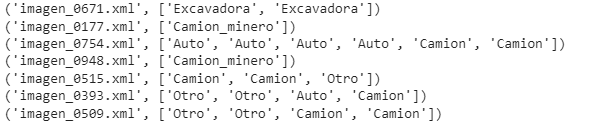 ('imagen_0671.xml', ['Excavadora', 'Excavadora'])
('imagen_0177.xml', ['Camion_minero'])
('imagen_0754.xml', ['Auto', 'Auto', 'Auto', 'Auto', 'Camion', 'Camion'])
('imagen_0948.xml', ['Camion_minero'])
('imagen_0515.xml', ['Camion', 'Camion', 'Otro'])
('imagen_0393.xml', ['Otro', 'Otro', 'Auto', 'Camion'])
('imagen_0509.xml', ['Otro', 'Otro', 'Camion', 'Camion'])